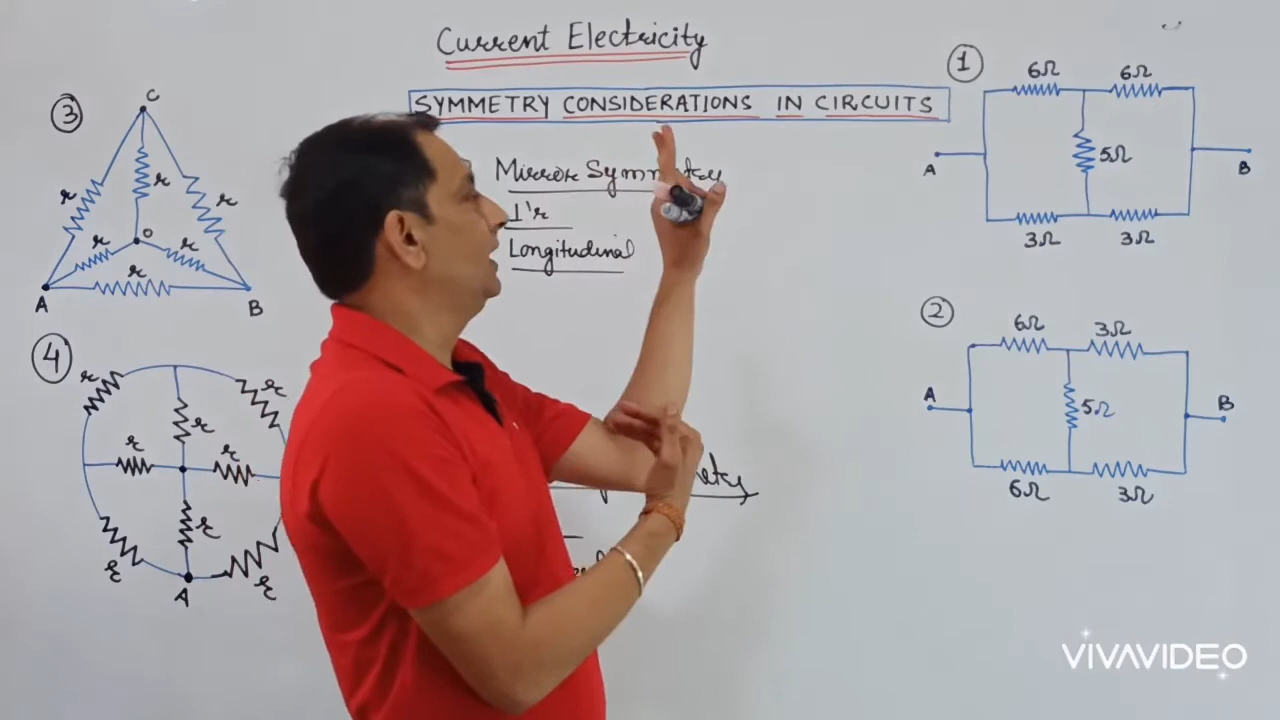 Current Electricity
SYMMETRY CONSIDERATIONS IN CIRCUITS
Mirror
Longitudinal
3
C
r
r
r
O
r
r
r
A
B
4
r
r
r
r
r
r
r
r
A
1
6Ω 6Ω
A
5Ω
B
3Ω 3Ω
2
6Ω 3Ω
A
5Ω
B
6Ω 3Ω
VIVAVIDEO